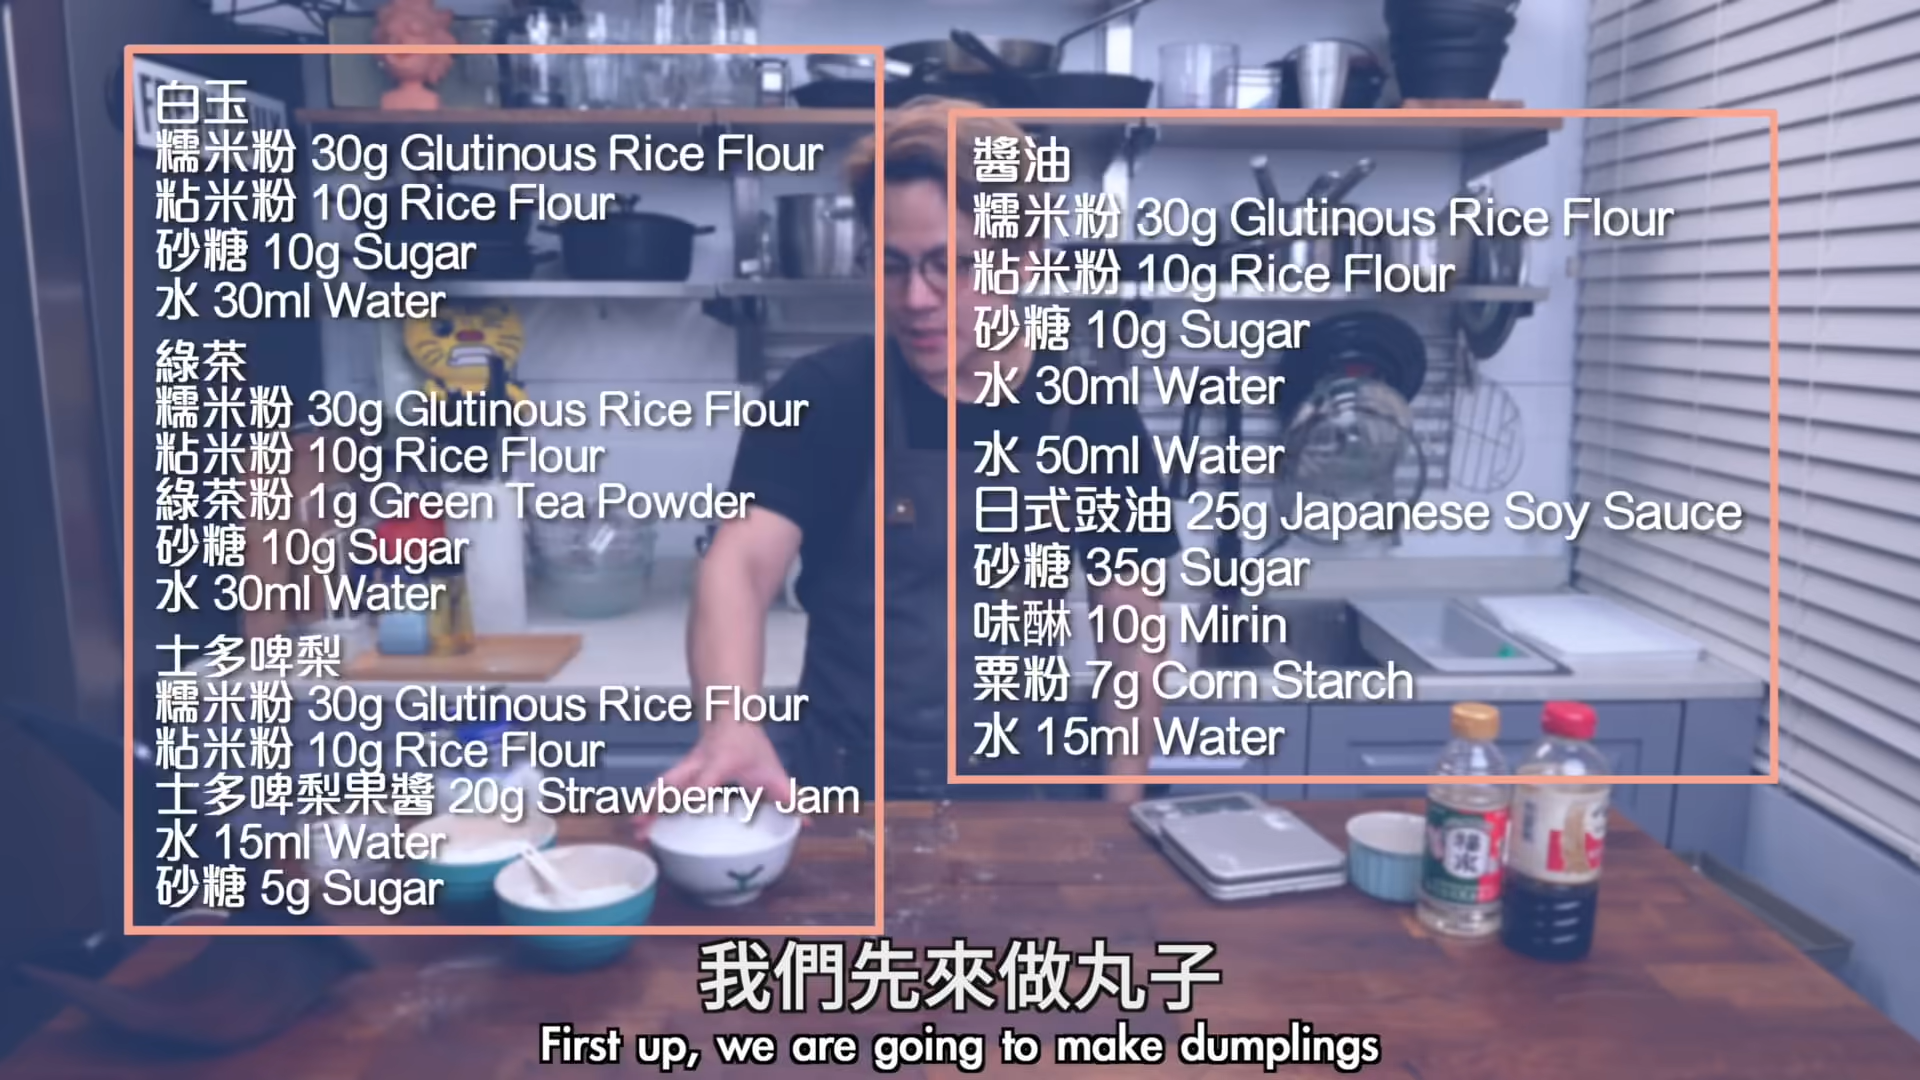 白玉
糯米粉 30g Glutinous Rice Flour
粘米粉 10g Rice Flour
砂糖 10g Sugar
水 30ml Water
綠茶
糯米粉 30g Glutinous Rice Flour
粘米粉 10g Rice Flour
綠茶粉 1g Green Tea Powder
砂糖 10g Sugar
水 30ml Water
士多啤梨
糯米粉 30g Glutinous Rice Flour
粘米粉 10g Rice Flour
士多啤梨果醬 20g Strawberry Jam
水 15ml Water
砂糖 5g Sugar
醬油
糯米粉 30g Glutinous Rice Flour
粘米粉 10g Rice Flour
砂糖 10g Sugar
水 30ml Water
水 50ml Water
日式豉油 25g Japanese Soy Sauce
砂糖 35g Sugar
味醂 10g Mirin
粟粉 7g Corn Starch
水 15ml Water
我們先來做丸子
First up, we are going to make dumplings